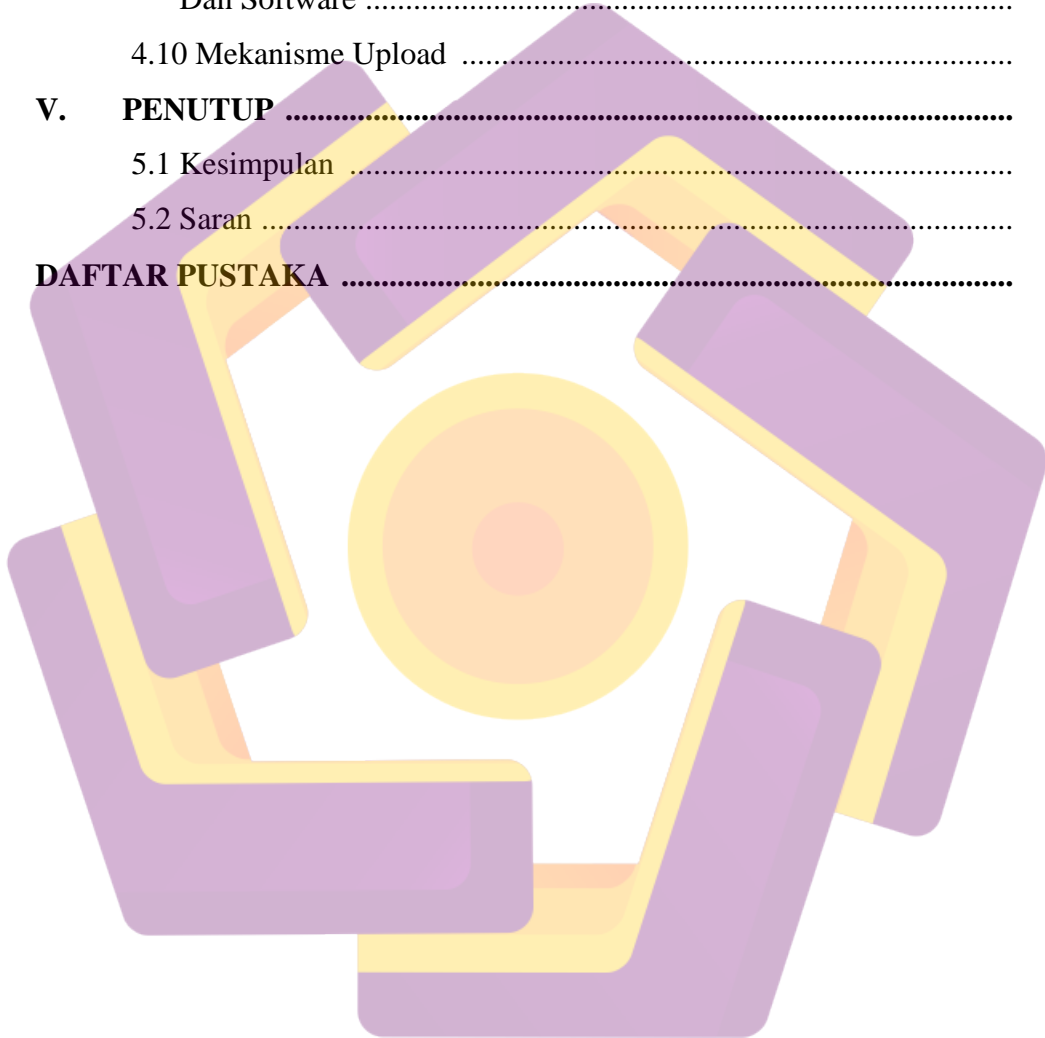 Dan Software ....................................................................................
4.10 Mekanisme Upload ........................................................................
V. PENUTUP ............................................................................................
5.1 Kesimpulan .......................................................................................
5.2 Saran .................................................................................................
DAFTAR PUSTAKA .....................................................................................